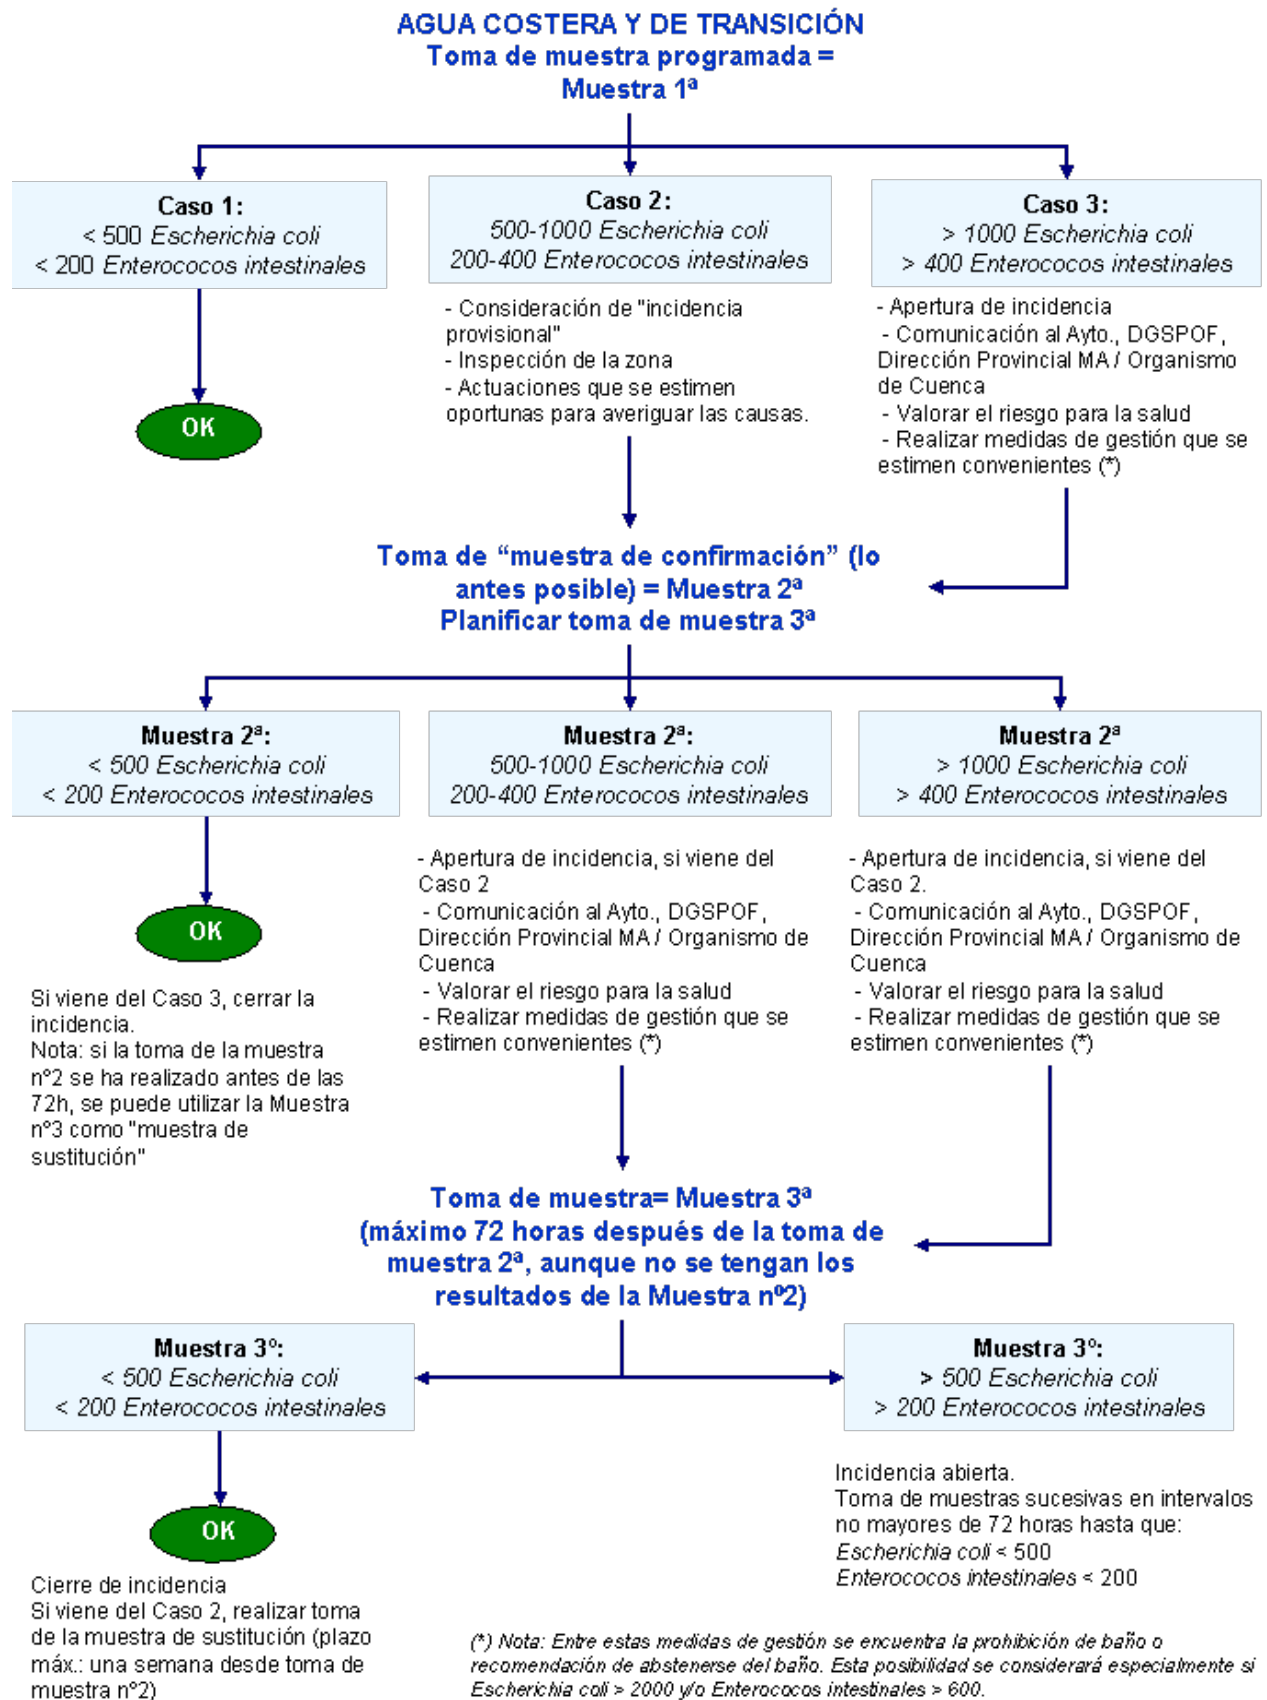 AGUA COSTERA Y DE TRANSICIÓN
Toma de muestra programada =
Muestra 1ª
Caso 1:
< 500 Escherichia coli
< 200 Enterococos intestinales
OK
Caso 2:
500-1000 Escherichia coli
200-400 Enterococos intestinales
- Consideración de "incidencia
provisional"
- Inspección de la zona
- Actuaciones que se estimen
oportunas para averiguar las causas.
Caso 3:
> 1000 Escherichia coli
> 400 Enterococos intestinales
- Apertura de incidencia
- Comunicación al Ayto., DGSPOF,
Dirección Provincial MA / Organismo
de Cuenca
- Valorar el riesgo para la salud
- Realizar medidas de gestión que se
estimen convenientes (*)
Toma de “muestra de confirmación” (lo
antes posible) = Muestra 2ª
Planificar toma de muestra 3ª
Muestra 2ª:
< 500 Escherichia coli
< 200 Enterococos intestinales
OK
Si viene del Caso 3, cerrar la
incidencia.
Nota: si la toma de la muestra
nº2 se ha realizado antes de las
72h, se puede utilizar la Muestra
nº3 como "muestra de
sustitución"
Muestra 2ª:
500-1000 Escherichia coli
200-400 Enterococos intestinales
- Apertura de incidencia, si viene del
Caso 2
- Comunicación al Ayto., DGSPOF,
Dirección Provincial MA / Organismo de
Cuenca
- Valorar el riesgo para la salud
- Realizar medidas de gestión que se
estimen convenientes (*)
Muestra 2ª
> 1000 Escherichia coli
> 400 Enterococos intestinales
- Apertura de incidencia, si viene del
Caso 2.
- Comunicación al Ayto., DGSPOF,
Dirección Provincial MA / Organismo de
Cuenca
- Valorar el riesgo para la salud
- Realizar medidas de gestión que se
estimen convenientes (*)
Toma de muestra= Muestra 3ª
(máximo 72 horas después de la toma de
muestra 2ª, aunque no se tengan los
resultados de la Muestra nº2)
Muestra 3º:
< 500 Escherichia coli
< 200 Enterococos intestinales
OK
Cierre de incidencia
Si viene del Caso 2, realizar toma
de la muestra de sustitución (plazo
máx.: una semana desde toma de
muestra nº2)
Muestra 3º:
> 500 Escherichia coli
> 200 Enterococos intestinales
Incidencia abierta.
Toma de muestras sucesivas en intervalos
no mayores de 72 horas hasta que:
Escherichia coli < 500
Enterococos intestinales < 200
(*) Nota: Entre estas medidas de gestión se encuentra la prohibición de baño o
recomendación de abstenerse del baño. Esta posibilidad se considerará especialmente si
Escherichia coli > 2000 y/o Enterococos intestinales > 600.